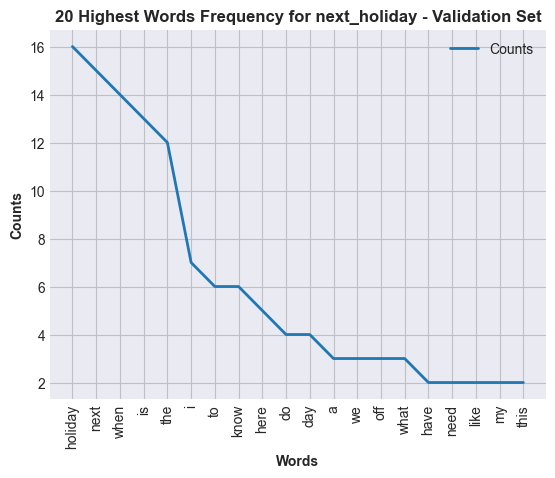 20 Highest Words Frequency for next_holiday - Validation Set
Counts
16
14
12
10
8
6
4
2
Counts
holiday
next
when
is
the
i
to
know
here
do
day
a
we
off
what
have
need
like
my
this
Words